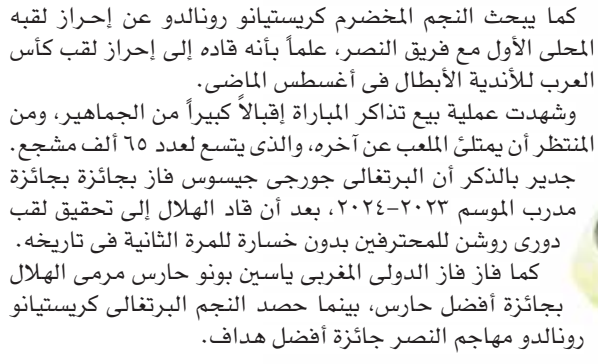 كما يبحث النجم المخضرم كريستيانو رونالدو عن إحراز لقبه
المحلى الأول مع فريق النصر، علماً بأنه قاده إلى إحراز لقب كأس
العرب للأندية الأبطال فى أغسطس الماضى.
وشهدت عملية بيع تذاكر المباراة إقبالاً كبيراً من الجماهير، ومن
المنتظر أن يمتلئ الملعب عن آخره، والذى يتسع لعدد ٦٥ ألف مشجع.
جدير بالذكر أن البرتغالى جورجى جيسوس فاز بجائزة بجائزة
مدرب الموسم ٢٠٢٣-٢٠٢٤، بعد أن قاد الهلال إلى تحقيق لقب
دورى روشن للمحترفين بدون خسارة للمرة الثانية فى تاريخه.
كما فاز فاز الدولى المغربى ياسين بونو حارس مرمى الهلال
بجائزة أفضل حارس، بينما حصد النجم البرتغالى كريستيانو
رونالدو مهاجم النصر جائزة أفضل هداف.